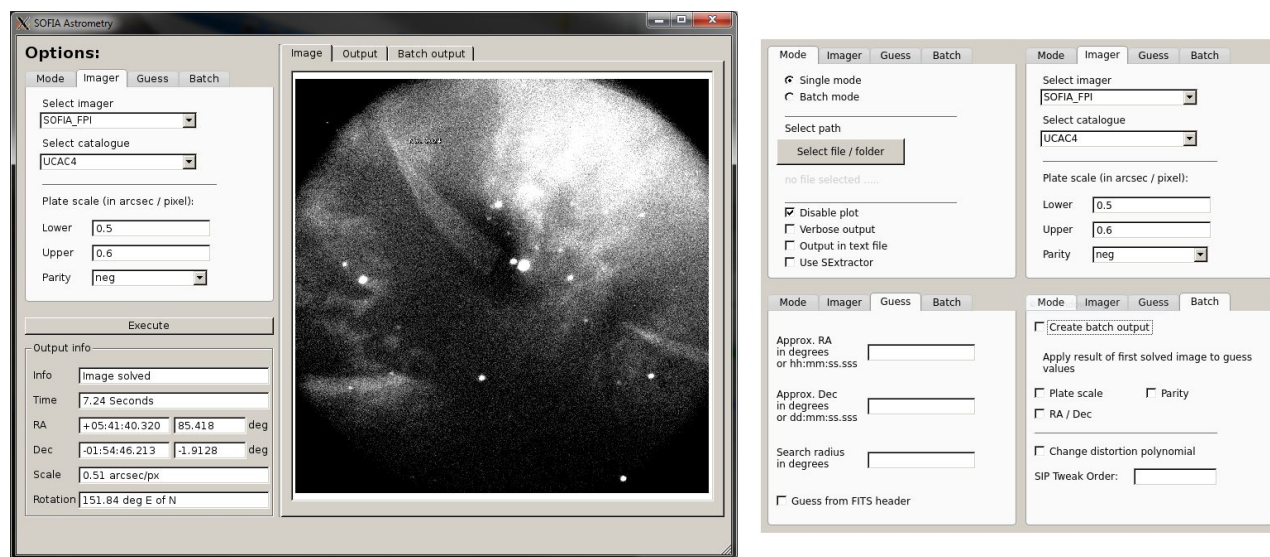 SOFIA Astrometry
Options:
Mode Imager Guess Batch
Select imager
SOFIA_FPI
Select catalogue
UCAC4
Plate scale (in arcsec / pixel):
Lower 0.5
Upper 0.6
Parity neg
Execute
Output info
Info Image solved
Time 7.24 Seconds
RA +05:41:40.320 85.418 deg
Dec -01:54:46.213 -1.9128 deg
Scale 0.51 arcsec/px
Rotation 151.84 deg E of N
Image Output Batch output
Mode Imager Guess Batch
Single mode
Batch mode
Select path
Select file / folder
no file selected .....
Disable plot
Verbose output
Output in text file
Use SExtractor
Mode Imager Guess Batch
Select imager
SOFIA_FPI
Select catalogue
UCAC4
Plate scale (in arcsec / pixel):
Lower 0.5
Upper 0.6
Parity neg
Mode Imager Guess Batch
Approx. RA
in degrees
or hh:mm:ss.sss
Approx. Dec
in degrees
or dd:mm:ss.sss
Search radius
in degrees
Guess from FITS header
Mode Imager Guess Batch
Create batch output
Apply result of first solved image to guess
values
Plate scale Parity
RA / Dec
Change distortion polynomial
SIP Tweak Order: